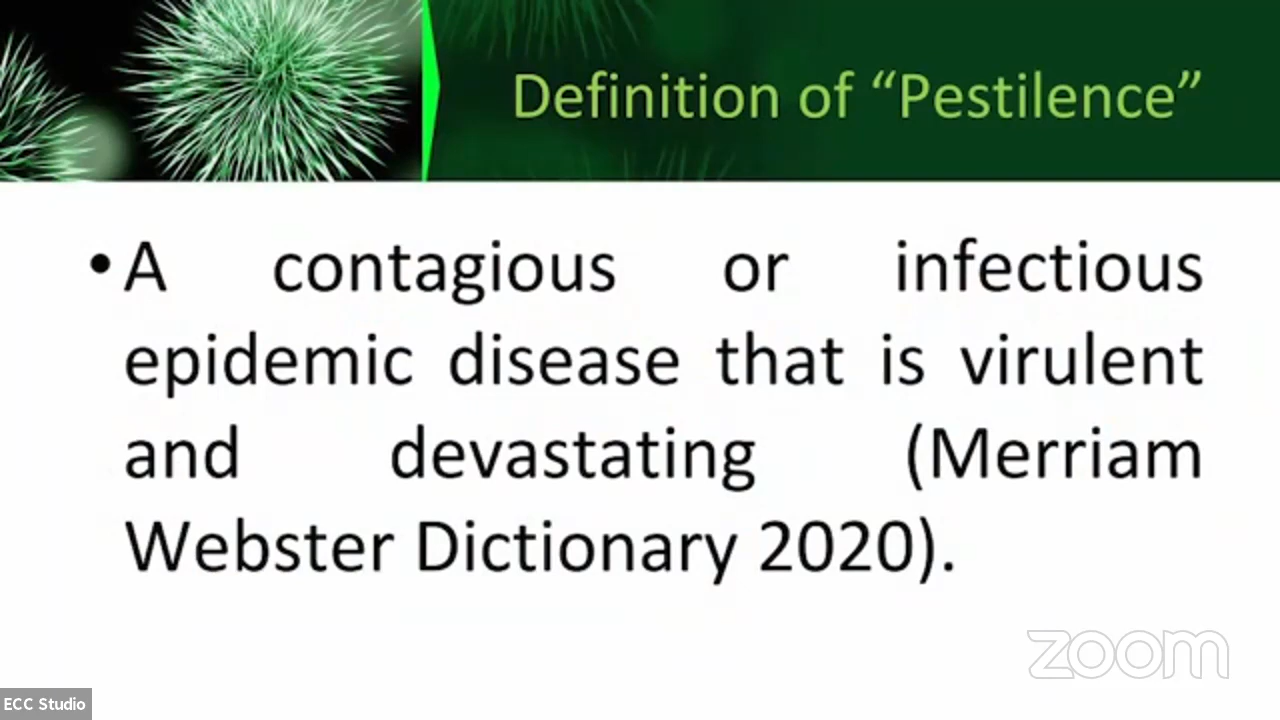 Definition of “Pestilence”
• A contagious or infectious
epidemic disease that is virulent
and devastating (Merriam
Webster Dictionary 2020).
zoom
ECC Studio